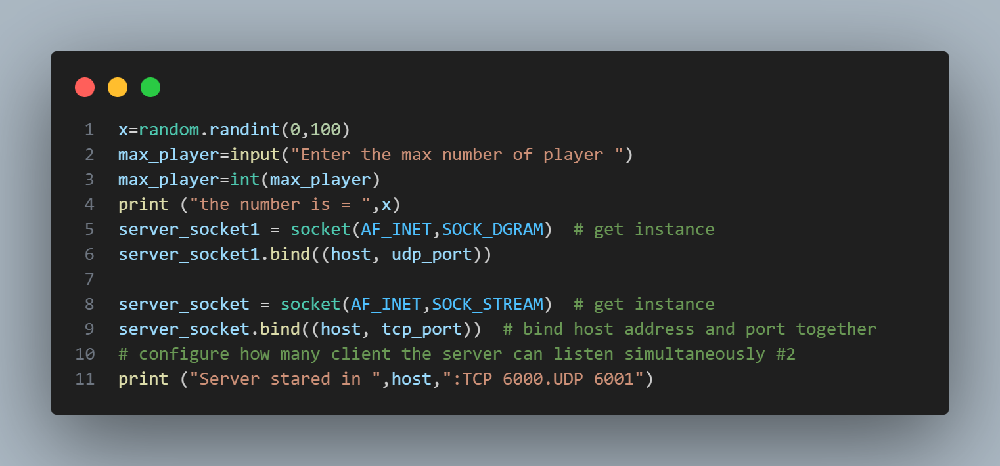 1 x=random.randint(0,100)
2 max_player=input("Enter the max number of player ")
3 max_player=int(max_player)
4 print ("the number is = ",x)
5 server_socket1 = socket(AF_INET,SOCK_DGRAM)  # get instance
6 server_socket1.bind((host, udp_port))
7
8 server_socket = socket(AF_INET,SOCK_STREAM)  # get instance
9 server_socket.bind((host, tcp_port))  # bind host address and port together
10 # configure how many client the server can listen simultaneously #2
11 print ("Server stared in ",host,":TCP 6000.UDP 6001")